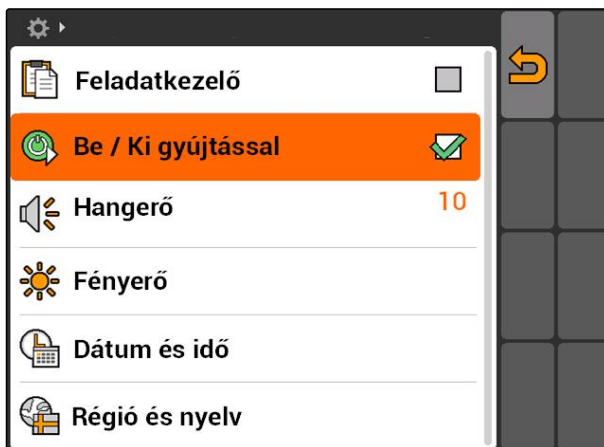 Feladatkezelő
Be / Ki gyújtással
Hangerő 10
Fényerő
Dátum és idő
Régió és nyelv